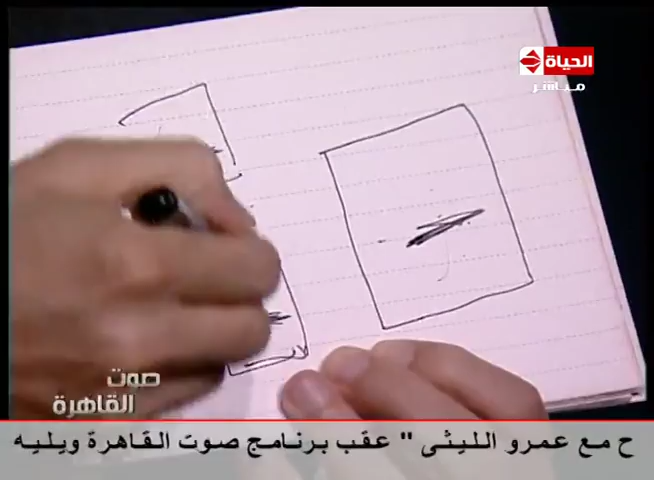 الحياة
مباشر
صوت
القاهرة
ح مع عمرو الليثى " عقب برنامج صوت القاهرة ويليه